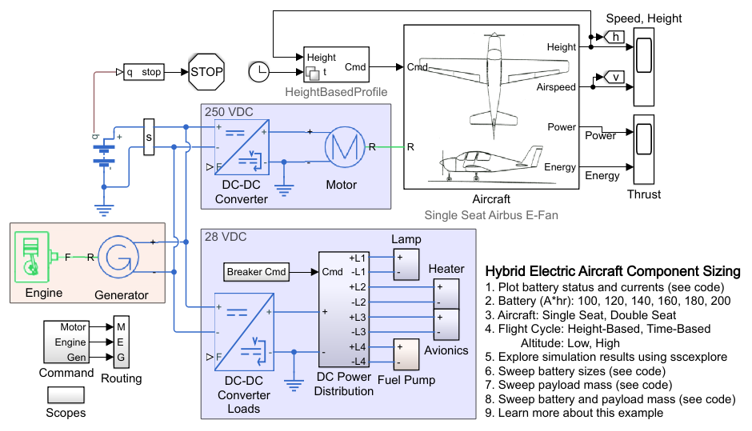 Speed, Height
h
Height
t
Cmd
Cmd
Height
HeightBasedProfile
q stop
STOP
Airspeed
v
q
250 VDC
+
s
+
-
F
+
-
+
-
M
R
R
Power
Power
Energy
Energy
DC-DC
Converter
Motor
Aircraft
Single Seat Airbus E-Fan
Thrust
F
R
G
+
-
Engine
Generator
28 VDC
Breaker Cmd
Cmd
+L1
-L1
+L2
-L2
+L3
-L3
+L4
-L4
Lamp
+
-
Heater
+
-
+
-
Avionics
+
-
Fuel Pump
+
-
F
+
-
+
-
DC-DC
Converter
Loads
DC Power
Distribution
Motor
Engine
Gen
M
E
G
Command
Routing
Scopes
Hybrid Electric Aircraft Component Sizing
1. Plot battery status and currents (see code)
2. Battery (A*hr): 100, 120, 140, 160, 180, 200
3. Aircraft: Single Seat, Double Seat
4. Flight Cycle: Height-Based, Time-Based
Altitude: Low, High
5. Explore simulation results using sscexplore
6. Sweep battery sizes (see code)
7. Sweep payload mass (see code)
8. Sweep battery and payload mass (see code)
9. Learn more about this example